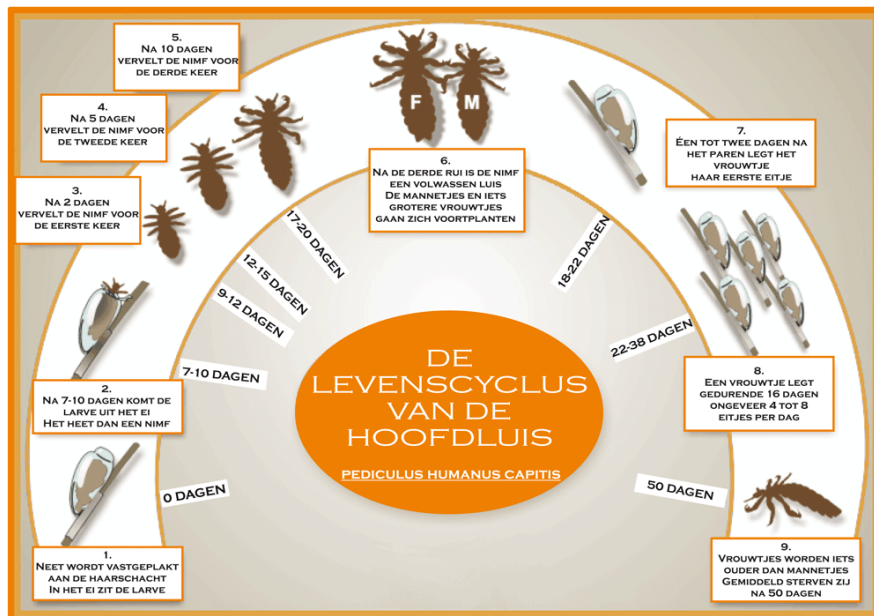 5.
NA 10 DAGEN
VERVELT DE NIMF VOOR
DE DERDE KEER
4.
NA 5 DAGEN
VERVELT DE NIMF VOOR
DE TWEEDE KEER
3.
NA 2 DAGEN
VERVELT DE NIMF VOOR
DE EERSTE KEER
2.
NA 7-10 DAGEN KOMT DE
LARVE UIT HET EI
HET HEET DAN EEN NIMF
1.
NEET WORDT VASTGEPLAKT
AAN DE HAARSCHACHT
IN HET EI ZIT DE LARVE
F M
6.
NA DE DERDE RUI IS DE NIMF
EEN VOLWASSEN LUIS
DE MANNETJES EN IETS
GROTERE VROUWTJES
GAAN ZICH VOORTPLANTEN
7.
ÉEN TOT TWEE DAGEN NA
HET PAREN LEGT HET
VROUWTJE
HAAR EERSTE EITJE
8.
EEN VROUWTJE LEGT
GEDURENDE 16 DAGEN
ONGEVEER 4 TOT 8
EITJES PER DAG
9.
VROUWTJES WORDEN IETS
OUDER DAN MANNETJES
GEMIDDELD STERVEN ZIJ
NA 50 DAGEN
0 DAGEN
7-10 DAGEN
9-12 DAGEN
12-15 DAGEN
17-20 DAGEN
18-22 DAGEN
22-38 DAGEN
50 DAGEN
DE
LEVENSCYCLUS
VAN DE
HOOFDLUIS
PEDICULUS HUMANUS CAPITIS